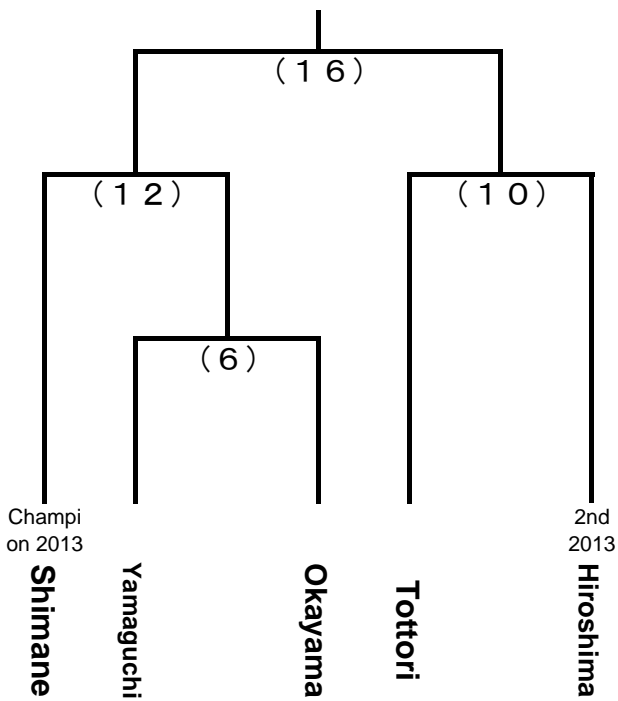 （１６）
（１２）
（１０）
（６）
Champi
on 2013
2nd
2013
Shimane
Yamaguchi
Okayama
Tottori
Hiroshima